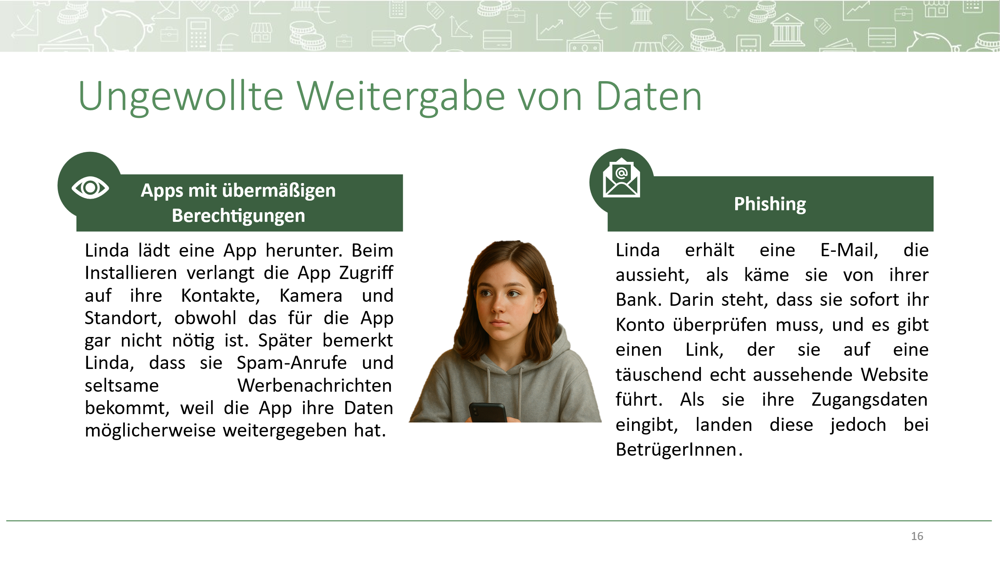 Ungewollte Weitergabe von Daten
Apps mit übermäßigen
Berechtigungen
Linda lädt eine App herunter. Beim
Installieren verlangt die App Zugriff
auf ihre Kontakte, Kamera und
Standort, obwohl das für die App
gar nicht nötig ist. Später bemerkt
Linda, dass sie Spam-Anrufe und
seltsame Werbenachrichten
bekommt, weil die App ihre Daten
möglicherweise weitergegeben hat.
Phishing
Linda erhält eine E-Mail, die
aussieht, als käme sie von ihrer
Bank. Darin steht, dass sie sofort ihr
Konto überprüfen muss, und es gibt
einen Link, der sie auf eine
täuschend echt aussehende Website
führt. Als sie ihre Zugangsdaten
eingibt, landen diese jedoch bei
BetrügerInnen.
16